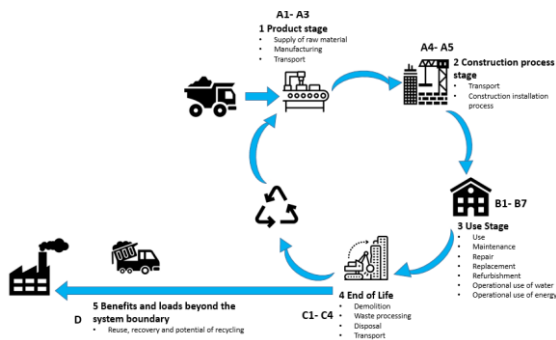 A1- A3
1 Product stage
• Supply of raw material
• Manufacturing
• Transport
A4- A5
2 Construction process
stage
• Transport
• Construction installation
process
B1- B7
3 Use Stage
• Use
• Maintenance
• Repair
• Replacement
• Refurbishment
• Operational use of water
• Operational use of energy
4 End of Life
• Demolition
• Waste processing
• Disposal
• Transport
C1- C4
5 Benefits and loads beyond the
system boundary
• Reuse, recovery and potential of recycling
D